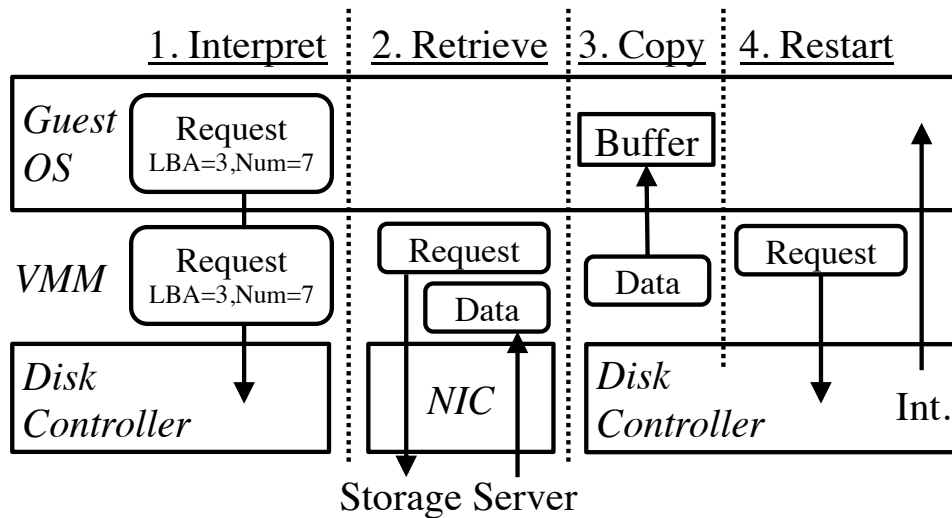 1. Interpret
2. Retrieve
3. Copy
4. Restart
Guest
OS
Request
LBA=3,Num=7
Buffer
VMM
Request
LBA=3,Num=7
Request
Data
Data
Request
Disk
Controller
NIC
Disk
Controller
Int.
Storage Server